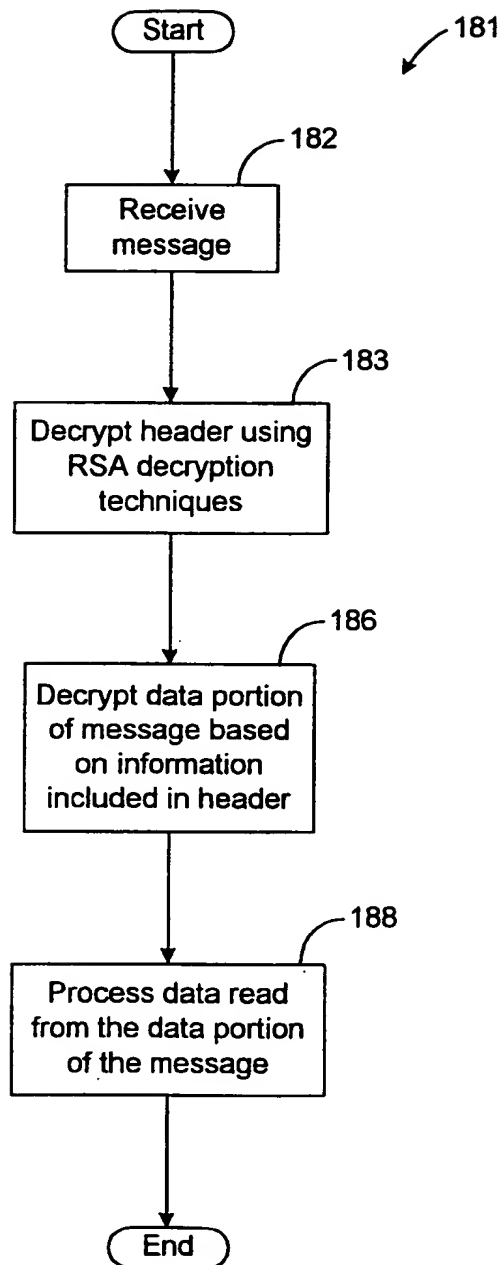 Start
181
182
Receive
message
183
Decrypt header using
RSA decryption
techniques
186
Decrypt data portion
of message based
on information
included in header
188
Process data read
from the data portion
of the message
End